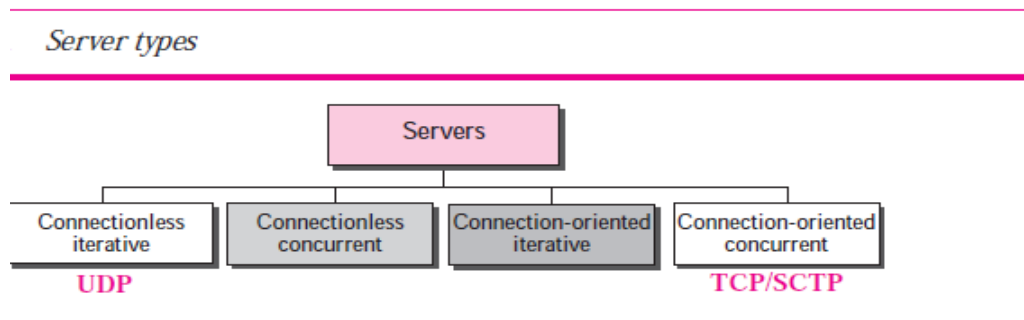 Server types
Servers
Connectionless
iterative
Connectionless
concurrent
Connection-oriented
iterative
Connection-oriented
concurrent
UDP
TCP/SCTP